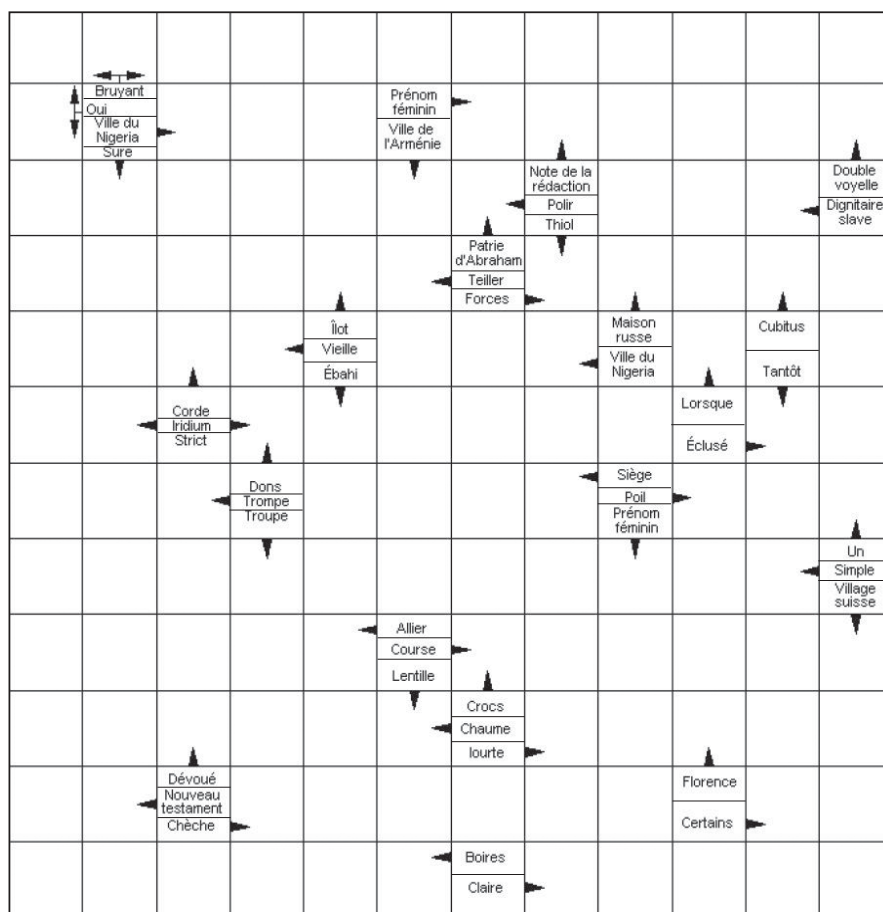 Bruyant
Oui
Ville du
Nigeria
Sure
Prénom
féminin
Ville de
l'Arménie
Note de la
rédaction
Polir
Thiol
Double
voyelle
Dignitaire
slave
Patrie
d'Abraham
Teiller
Forces
Îlot
Vieille
Ébahi
Maison
russe
Ville du
Nigeria
Cubitus
Tantôt
Corde
Iridium
Strict
Lorsque
Éclusé
Dons
Trompe
Troupe
Siège
Poil
Prénom
féminin
Un
Simple
Village
suisse
Allier
Course
Lentille
Crocs
Chaume
Iourte
Dévoué
Nouveau
testament
Chèche
Florence
Certains
Boires
Claire